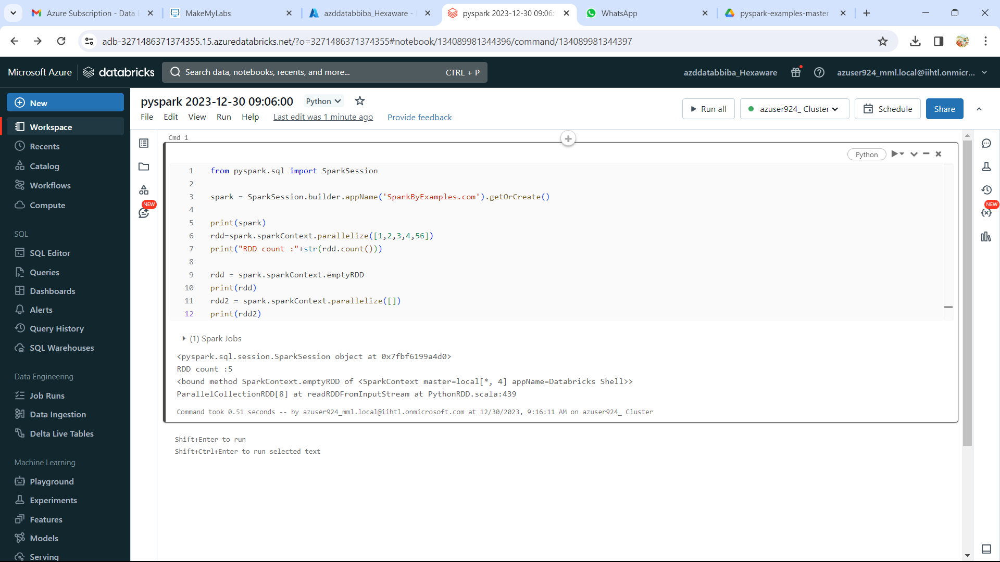 Azure Subscription - Data
MakeMyLabs
azddatabbiba_Hexaware -
pyspark 2023-12-30 09:06:
WhatsApp
pyspark-examples-master
adb-3271486371374355.15.azuredatabricks.net/?o=3271486371374355#notebook/134089981344396/command/134089981344397
Microsoft Azure
databricks
Search data, notebooks, recents, and more...
CTRL + P
azddatabbiba_Hexaware
azuser924_mml.local@iihtl.onmicr...
New
Workspace
Recents
Catalog
Workflows
Compute
SQL
SQL Editor
Queries
Dashboards
Alerts
Query History
SQL Warehouses
Data Engineering
Job Runs
Data Ingestion
Delta Live Tables
Machine Learning
Playground
Experiments
Features
Models
Serving
pyspark 2023-12-30 09:06:00
Python
File Edit View Run Help Last edit was 1 minute ago Provide feedback
Run all
azuser924_ Cluster
Schedule
Share
NEW
NEW
Cmd 1
Python
1 from pyspark.sql import SparkSession
2
3 spark = SparkSession.builder.appName('SparkByExamples.com').getOrCreate()
4
5 print(spark)
6 rdd=spark.sparkContext.parallelize([1,2,3,4,56])
7 print("RDD count :"+str(rdd.count()))
8
9 rdd = spark.sparkContext.emptyRDD
10 print(rdd)
11 rdd2 = spark.sparkContext.parallelize([])
12 print(rdd2)
(1) Spark Jobs
<pyspark.sql.session.SparkSession object at 0x7fbf6199a4d0>
RDD count :5
<bound method SparkContext.emptyRDD of <SparkContext master=local[*, 4] appName=Databricks Shell>>
ParallelCollectionRDD[8] at readRDDFromInputStream at PythonRDD.scala:439
Command took 0.51 seconds -- by azuser924_mml.local@iihtl.onmicrosoft.com at 12/30/2023, 9:16:11 AM on azuser924_ Cluster
Shift+Enter to run
Shift+Ctrl+Enter to run selected text